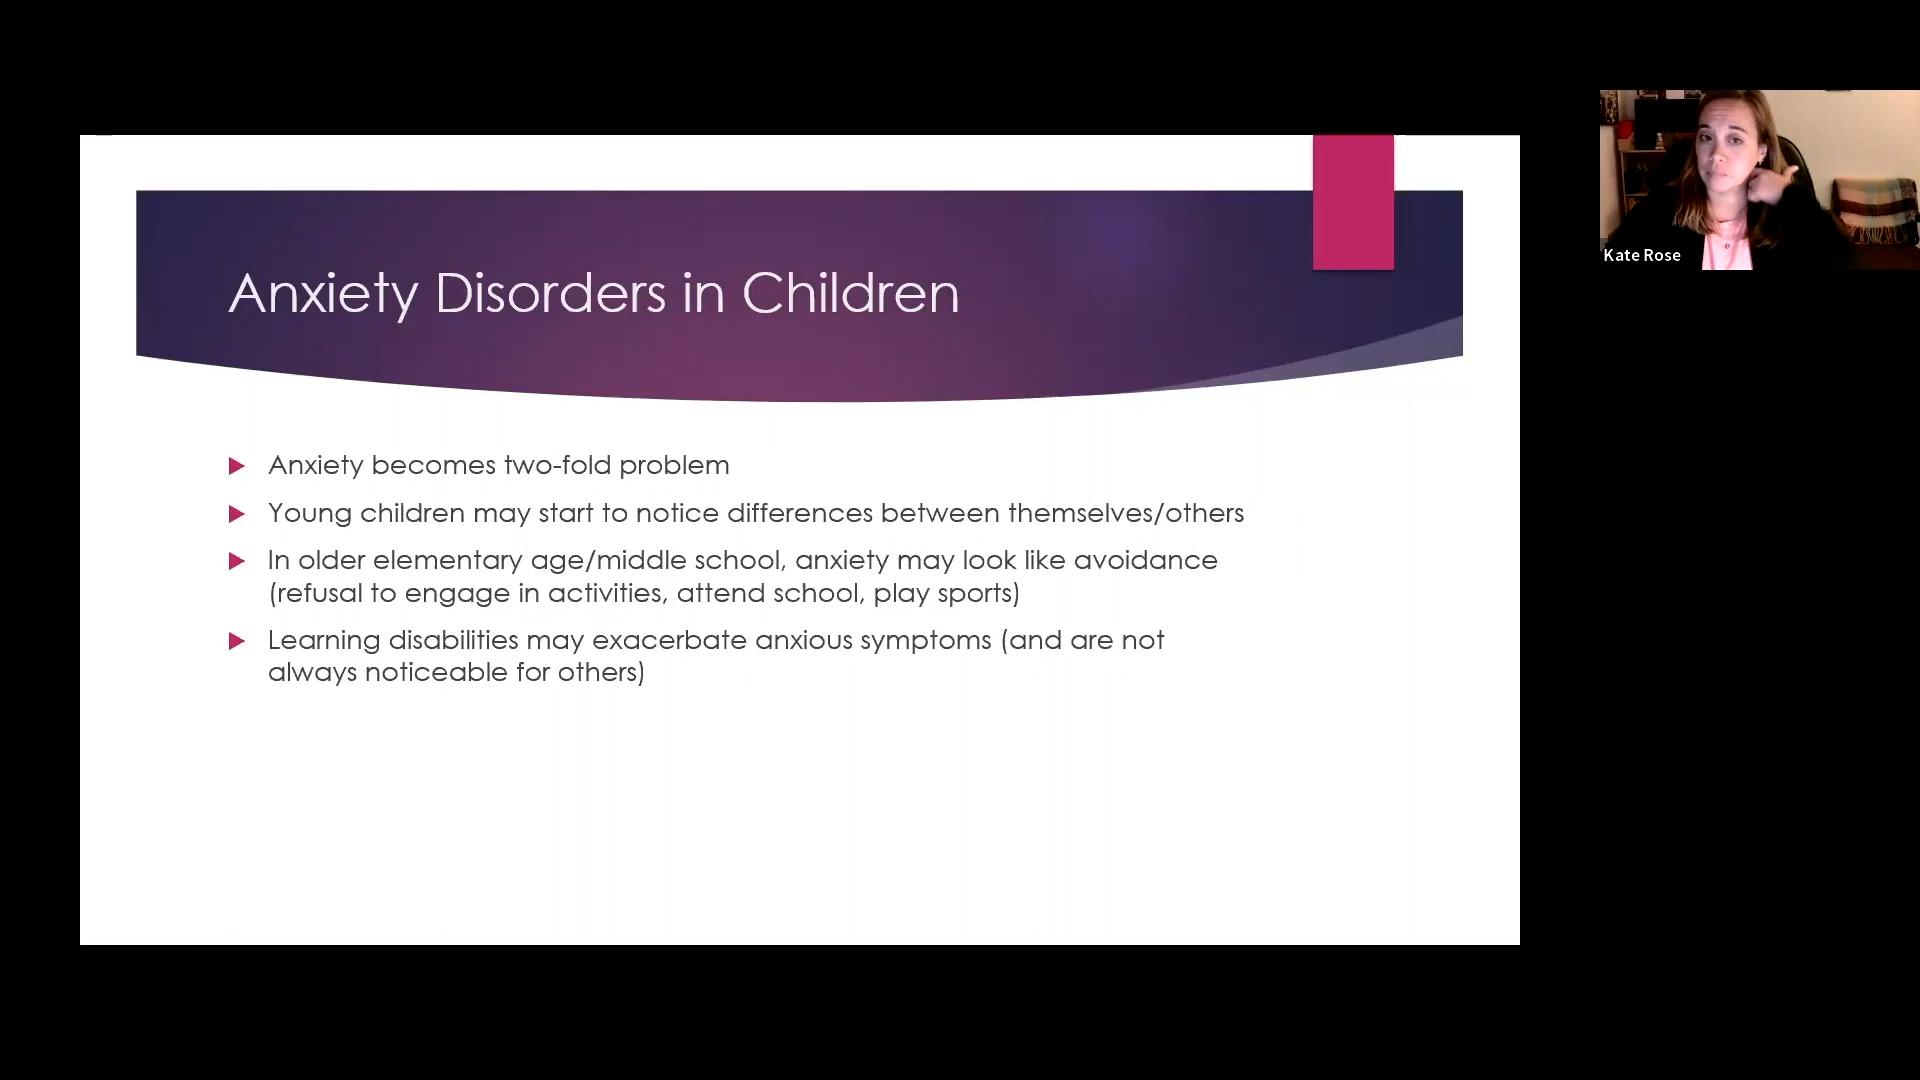 Anxiety Disorders in Children
Anxiety becomes two-fold problem
Young children may start to notice differences between themselves/others
In older elementary age/middle school, anxiety may look like avoidance
(refusal to engage in activities, attend school, play sports)
Learning disabilities may exacerbate anxious symptoms (and are not
always noticeable for others)
Kate Rose